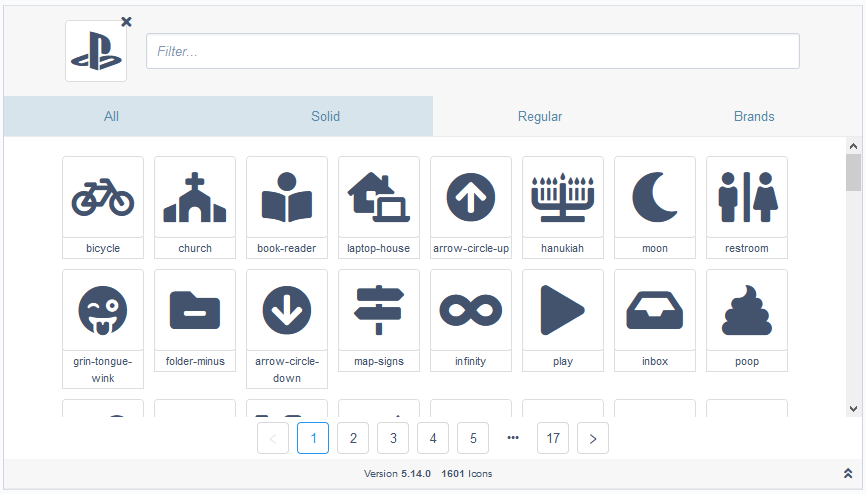 Filter...
All Solid Regular Brands
bicycle church book-reader laptop-house arrow-circle-up hanukiah moon restroom
grin-tongue-wink folder-minus arrow-circle-down map-signs infinity play inbox poop
1 2 3 4 5 ••• 17
Version 5.14.0 1601 Icons